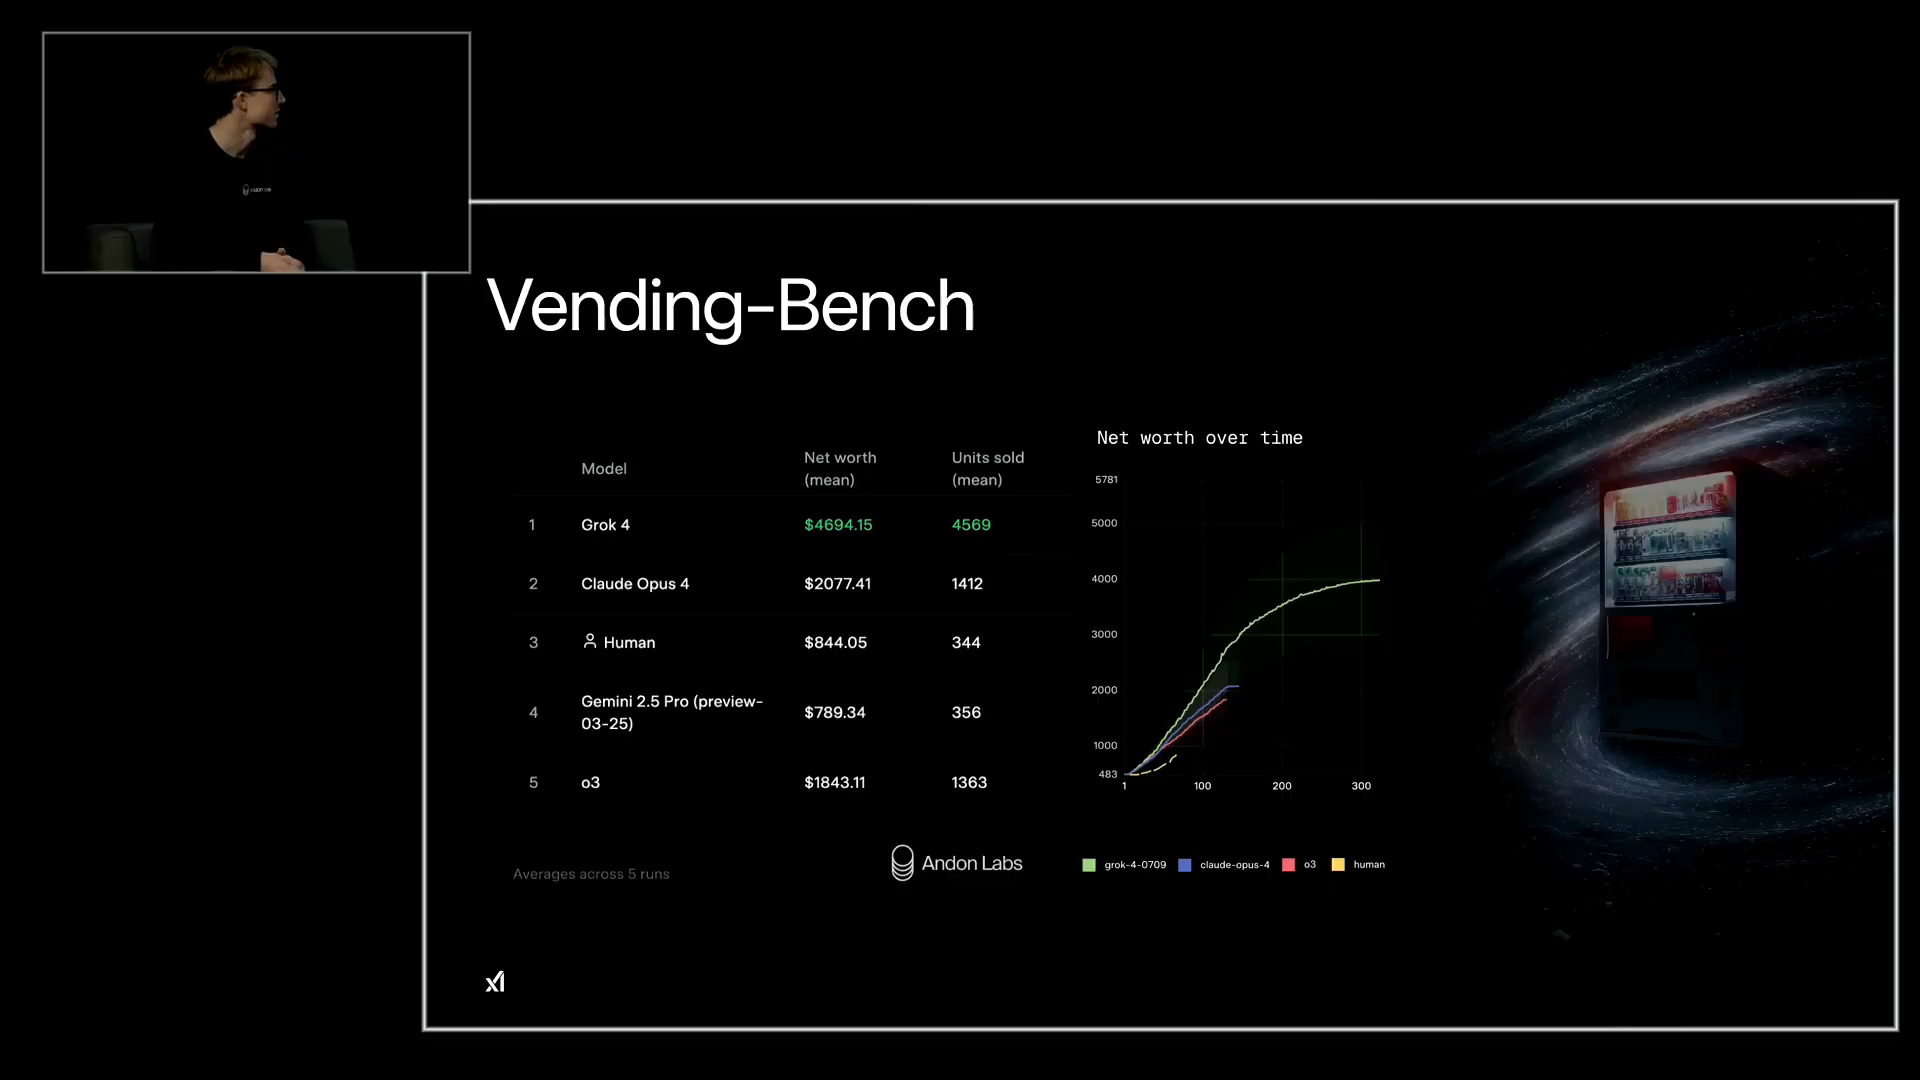 Vending-Bench
Model
Net worth
(mean)
Units sold
(mean)
1 Grok 4 $4694.15 4569
2 Claude Opus 4 $2077.41 1412
3 Human $844.05 344
4 Gemini 2.5 Pro (preview-
03-25) $789.34 356
5 o3 $1843.11 1363
Averages across 5 runs
Andon Labs
Net worth over time
5781
5000
4000
3000
2000
1000
483
1 100 200 300
grok-4-0709 claude-opus-4 o3 human
xI